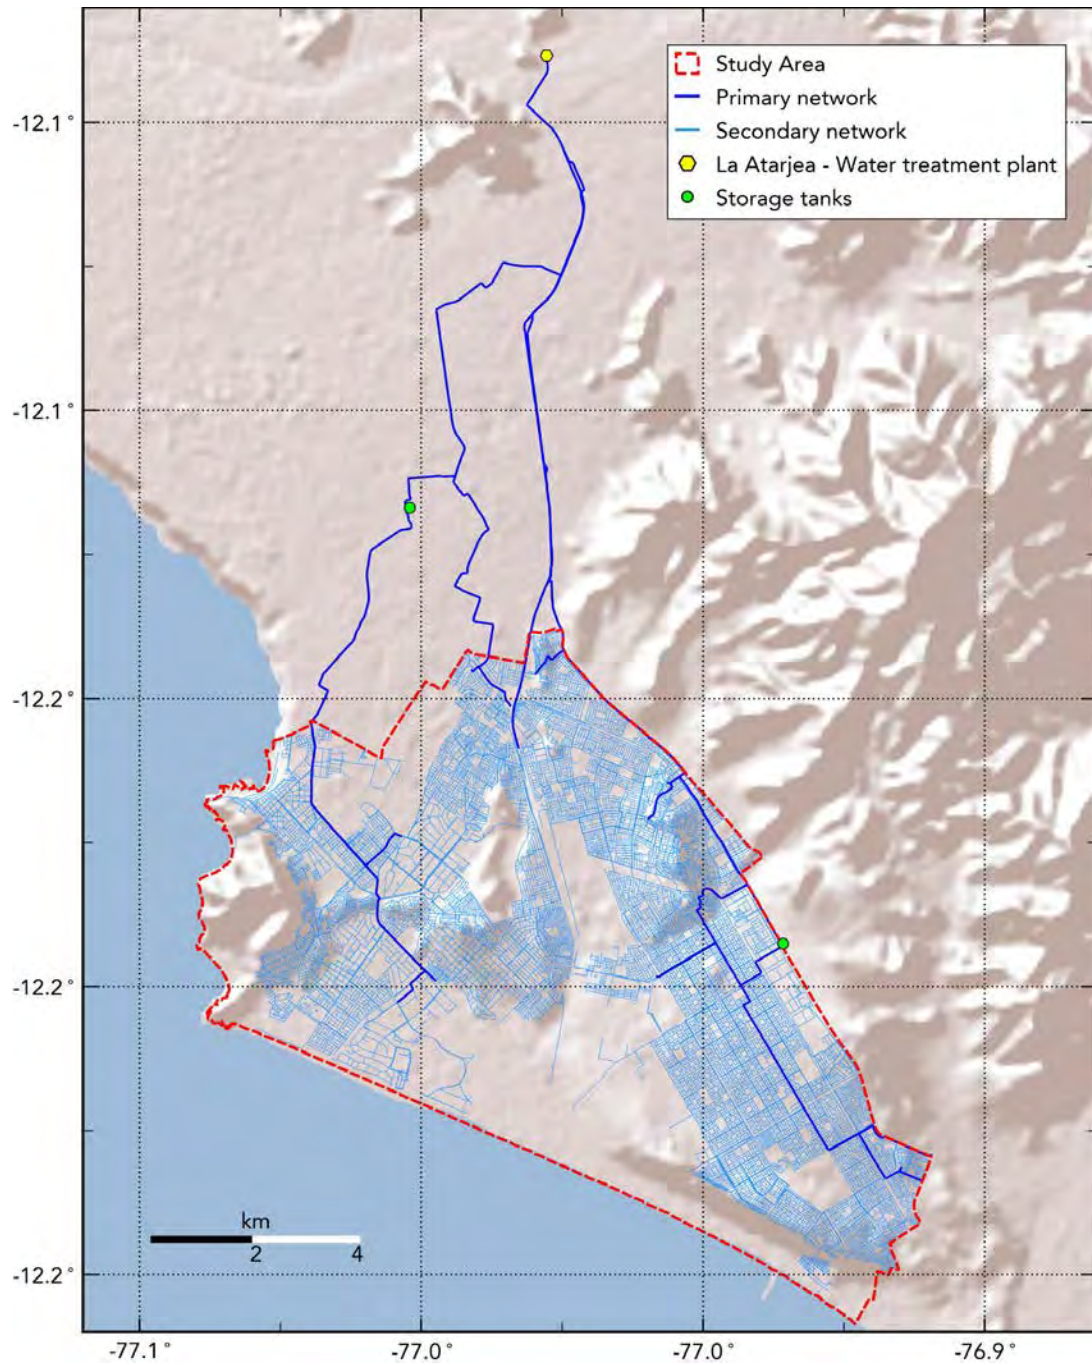 Study Area
Primary network
Secondary network
La Atarjea - Water treatment plant
Storage tanks
-12.1°
-12.1°
-12.2°
-12.2°
-12.2°
km
2 4
-77.1° -77.0° -77.0° -76.9°